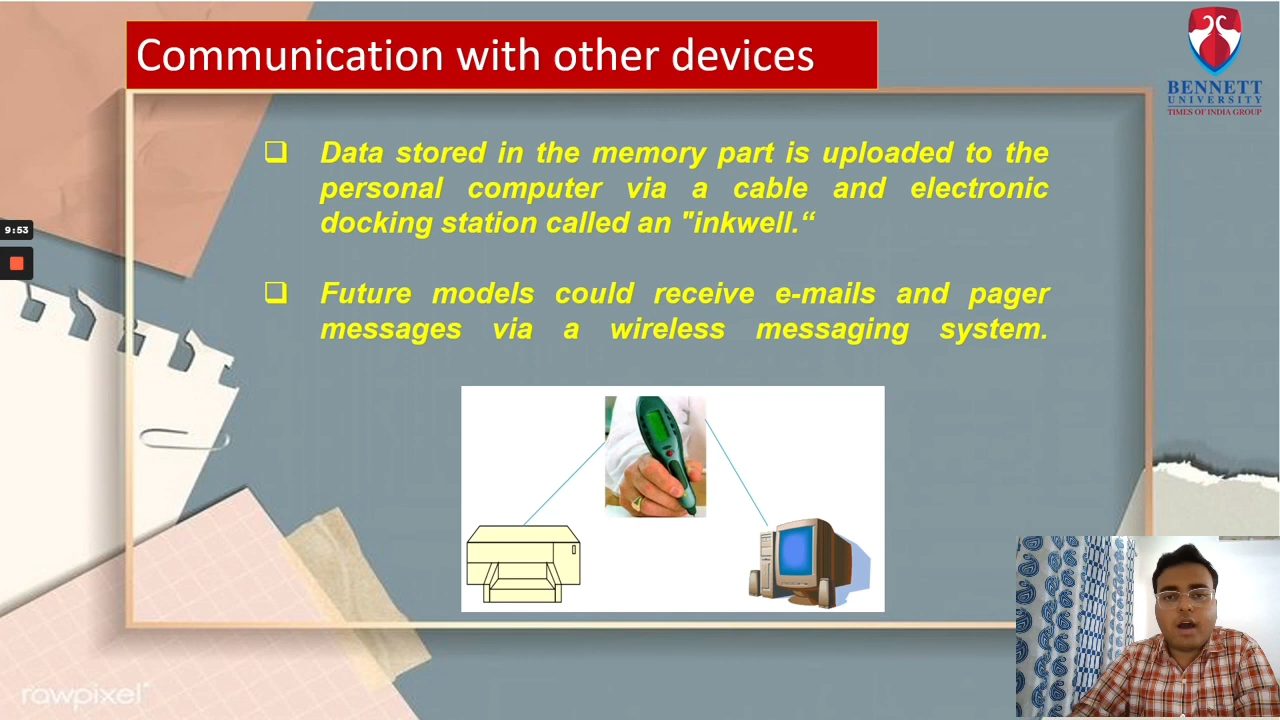 Communication with other devices
BENNETT
UNIVERSITY
TIMES OF INDIA GROUP
Data stored in the memory part is uploaded to the
personal computer via a cable and electronic
docking station called an "inkwell.“
9:53
Future models could receive e-mails and pager
messages via a wireless messaging system.
rawpixel